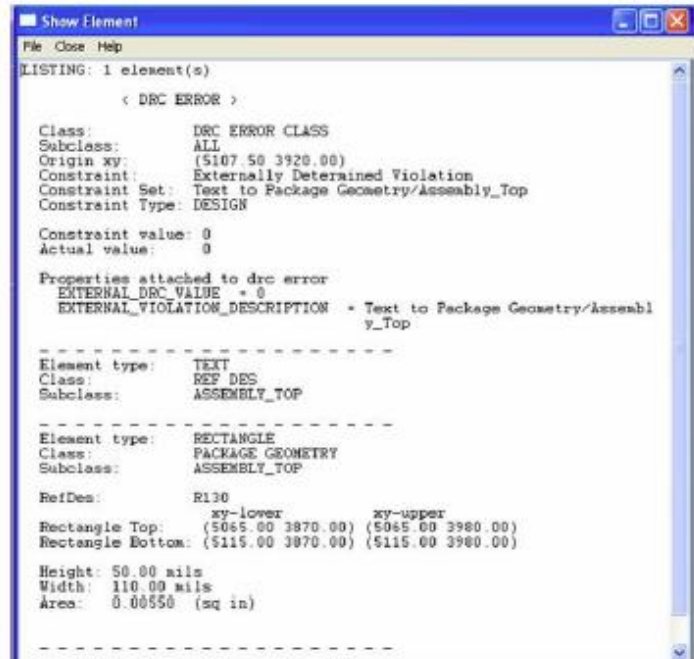 Show Element
File Close Help
LISTING: 1 element(s)
< DRC ERROR >
Class: DRC ERROR CLASS
Subclass: ALL
Origin xy: (5107.50 3920.00)
Constraint: Externally Determined Violation
Constraint Set: Text to Package Geometry/Assembly_Top
Constraint Type: DESIGN
Constraint value: 0
Actual value: 0
Properties attached to drc error
EXTERNAL_DRC_VALUE = 0
EXTERNAL_VIOLATION_DESCRIPTION = Text to Package Geometry/Assembl
y_Top
- - - - - - - - - - - - - - - - - - - -
Element type: TEXT
Class: REF DES
Subclass: ASSEMBLY_TOP
- - - - - - - - - - - - - - - - - - - -
Element type: RECTANGLE
Class: PACKAGE GEOMETRY
Subclass: ASSEMBLY_TOP
RefDes: R130
xy-lower xy-upper
Rectangle Top: (5065.00 3870.00) (5065.00 3980.00)
Rectangle Bottom: (5115.00 3870.00) (5115.00 3980.00)
Height: 50.00 mils
Width: 110.00 mils
Area: 0.00550 (sq in)
- - - - - - - - - - - - - - - - - - - -